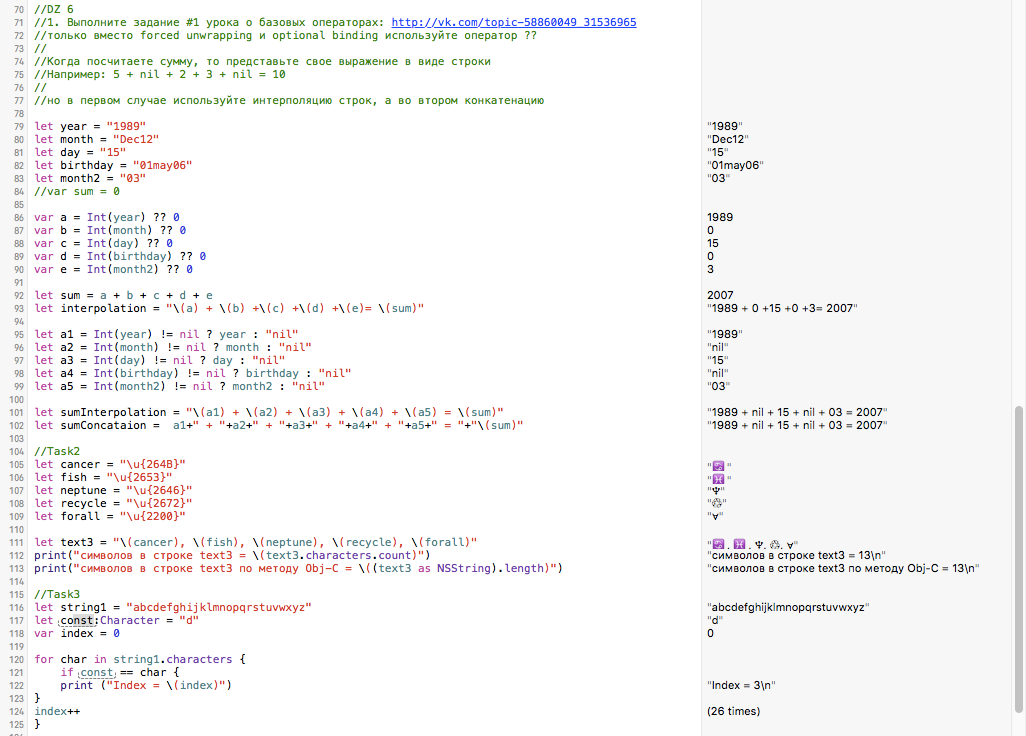 70 //DZ 6
71 //1. Выполните задание #1 урока о базовых операторах: http://vk.com/topic-58860049_31536965
72 //только вместо forced unwrapping и optional binding используйте оператор ??
73 //
74 //Когда посчитаете сумму, то представьте свое выражение в виде строки
75 //Например: 5 + nil + 2 + 3 + nil = 10
76 //
77 //но в первом случае используйте интерполяцию строк, а во втором конкатенацию
78
79 let year = "1989" "1989"
80 let month = "Dec12" "Dec12"
81 let day = "15" "15"
82 let birthday = "01may06" "01may06"
83 let month2 = "03" "03"
84 //var sum = 0
85
86 var a = Int(year) ?? 0 1989
87 var b = Int(month) ?? 0 0
88 var c = Int(day) ?? 0 15
89 var d = Int(birthday) ?? 0 0
90 var e = Int(month2) ?? 0 3
91
92 let sum = a + b + c + d + e 2007
93 let interpolation = "\(a) + \(b) +\(c) +\(d) +\(e)= \(sum)" "1989 + 0 +15 +0 +3= 2007"
94
95 let a1 = Int(year) != nil ? year : "nil" "1989"
96 let a2 = Int(month) != nil ? month : "nil" "nil"
97 let a3 = Int(day) != nil ? day : "nil" "15"
98 let a4 = Int(birthday) != nil ? birthday : "nil" "nil"
99 let a5 = Int(month2) != nil ? month2 : "nil" "03"
100
101 let sumInterpolation = "\(a1) + \(a2) + \(a3) + \(a4) + \(a5) = \(sum)" "1989 + nil + 15 + nil + 03 = 2007"
102 let sumConcataion =  a1+" + "+a2+" + "+a3+" + "+a4+" + "+a5+" = "+"\(sum)" "1989 + nil + 15 + nil + 03 = 2007"
103
104 //Task2
105 let cancer = "\u{264B}" "♋"
106 let fish = "\u{2653}" "♓"
107 let neptune = "\u{2646}" "♆"
108 let recycle = "\u{2672}" "♲"
109 let forall = "\u{2200}" "∀"
110
111 let text3 = "\(cancer), \(fish), \(neptune), \(recycle), \(forall)" "♋, ♓, ♆, ♲, ∀"
112 print("символов в строке text3 = \(text3.characters.count)") "символов в строке text3 = 13\n"
113 print("символов в строке text3 по методу Obj-C = \((text3 as NSString).length)") "символов в строке text3 по методу Obj-C = 13\n"
114
115 //Task3
116 let string1 = "abcdefghijklmnopqrstuvwxyz" "abcdefghijklmnopqrstuvwxyz"
117 let const:Character = "d" "d"
118 var index = 0 0
119
120 for char in string1.characters {
121 if const == char {
122 print ("Index = \(index)") "Index = 3\n"
123 }
124 index++ (26 times)
125 }